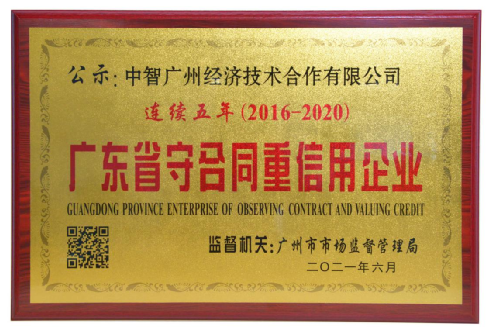 公示：中智广州经济技术合作有限公司
连续五年(2016-2020)
广东省守合同重信用企业
GUANGDONG PROVINCE ENTERPRISE OF OBSERVING CONTRACT AND VALUING CREDIT
监督机关：广州市市场监督管理局
二〇二一年六月